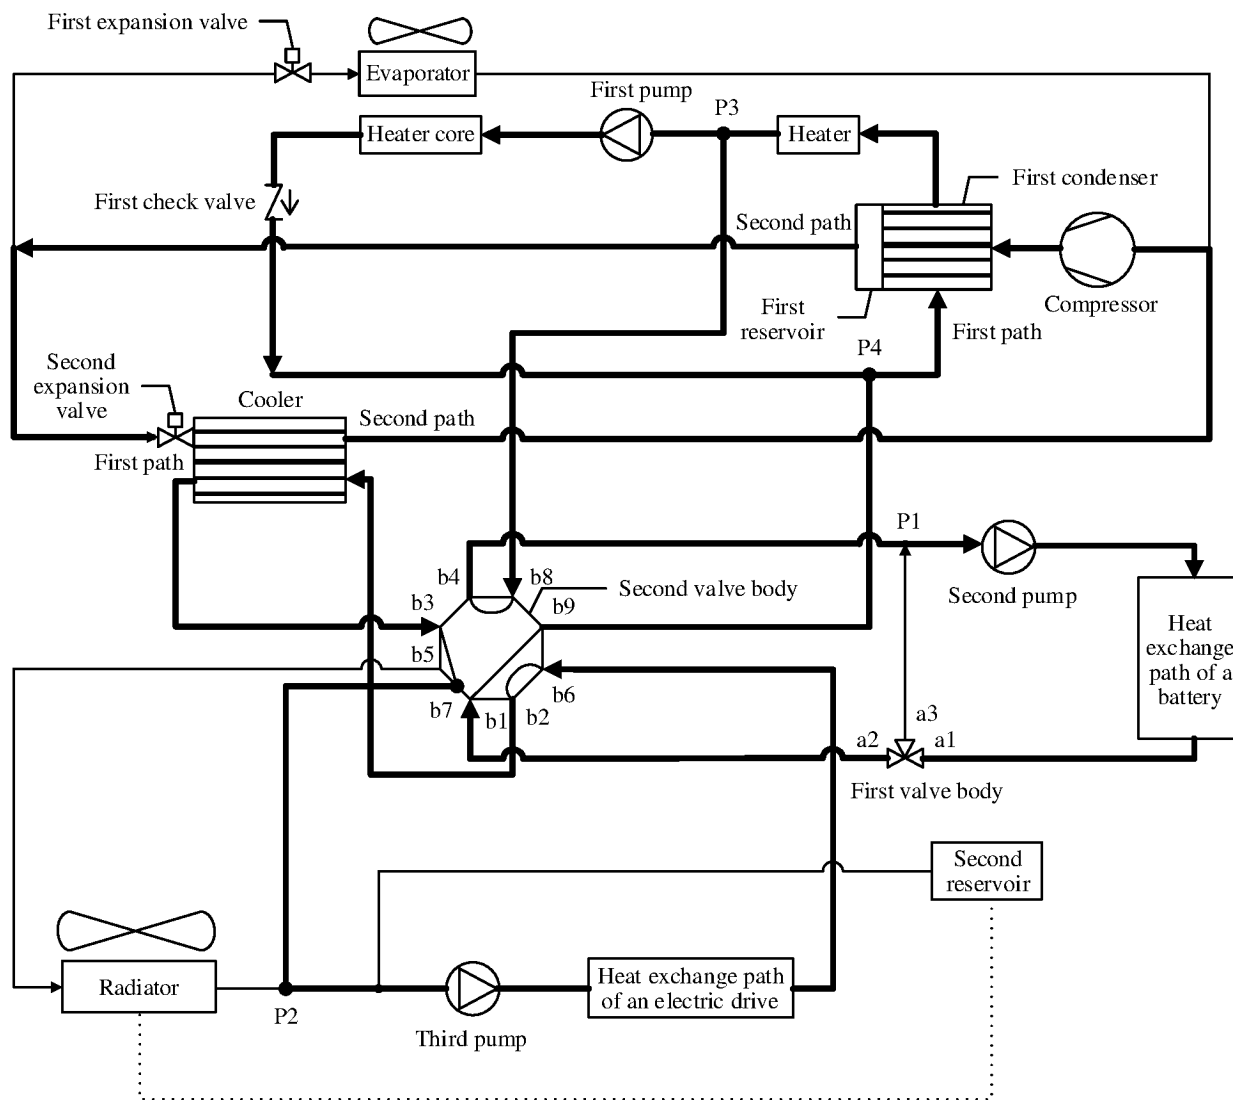 First expansion valve
Evaporator
First pump
P3
Heater core
Heater
First condenser
First check valve
Second path
Compressor
First
reservoir
First path
P4
Second
expansion
valve
Cooler
Second path
First path
P1
b4
b8
Second valve body
Second pump
b3
b9
b5
b6
b7
b1
b2
Heat
exchange
path of a
battery
a3
a2
a1
First valve body
Second
reservoir
Radiator
P2
Heat exchange path
of an electric drive
Third pump